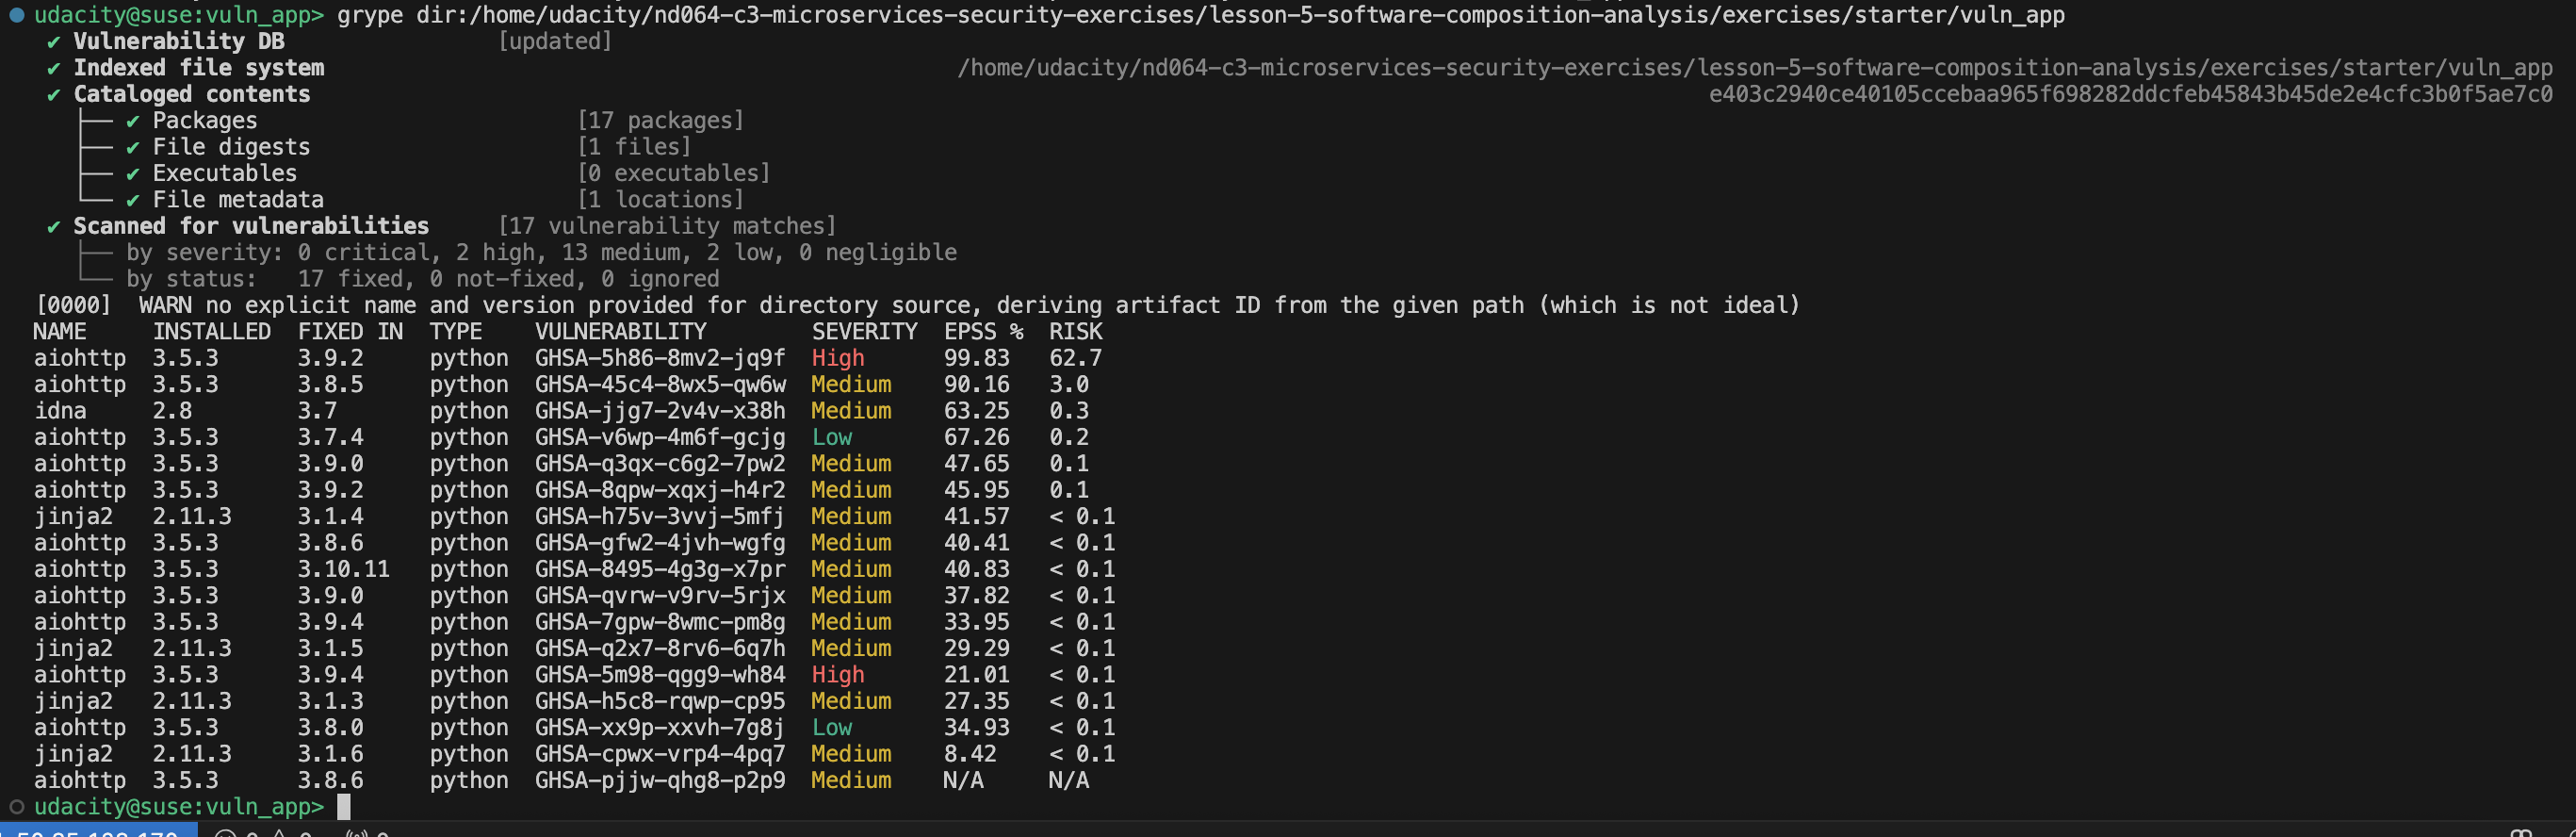 udacity@suse:vuln_app> grype dir:/home/udacity/nd064-c3-microservices-security-exercises/lesson-5-software-composition-analysis/exercises/starter/vuln_app
✔ Vulnerability DB [updated]
✔ Indexed file system /home/udacity/nd064-c3-microservices-security-exercises/lesson-5-software-composition-analysis/exercises/starter/vuln_app
✔ Cataloged contents e403c2940ce40105ccebaa965f698282ddcfeb45843b45de2e4cfc3b0f5ae7c0
├── ✔ Packages [17 packages]
├── ✔ File digests [1 files]
├── ✔ Executables [0 executables]
└── ✔ File metadata [1 locations]
✔ Scanned for vulnerabilities [17 vulnerability matches]
├── by severity: 0 critical, 2 high, 13 medium, 2 low, 0 negligible
└── by status: 17 fixed, 0 not-fixed, 0 ignored
[0000] WARN no explicit name and version provided for directory source, deriving artifact ID from the given path (which is not ideal)
NAME INSTALLED FIXED IN TYPE VULNERABILITY SEVERITY EPSS % RISK
aiohttp 3.5.3 3.9.2 python GHSA-5h86-8mv2-jq9f High 99.83 62.7
aiohttp 3.5.3 3.8.5 python GHSA-45c4-8wx5-qw6w Medium 90.16 3.0
idna 2.8 3.7 python GHSA-jjg7-2v4v-x38h Medium 63.25 0.3
aiohttp 3.5.3 3.7.4 python GHSA-v6wp-4m6f-gcjg Low 67.26 0.2
aiohttp 3.5.3 3.9.0 python GHSA-q3qx-c6g2-7pw2 Medium 47.65 0.1
aiohttp 3.5.3 3.9.2 python GHSA-8qpw-xqxj-h4r2 Medium 45.95 0.1
jinja2 2.11.3 3.1.4 python GHSA-h75v-3vvj-5mfj Medium 41.57 < 0.1
aiohttp 3.5.3 3.8.6 python GHSA-gfw2-4jvh-wgfg Medium 40.41 < 0.1
aiohttp 3.5.3 3.10.11 python GHSA-8495-4g3g-x7pr Medium 40.83 < 0.1
aiohttp 3.5.3 3.9.0 python GHSA-qvrw-v9rv-5rjx Medium 37.82 < 0.1
aiohttp 3.5.3 3.9.4 python GHSA-7gpw-8wmc-pm8g Medium 33.95 < 0.1
jinja2 2.11.3 3.1.5 python GHSA-q2x7-8rv6-6q7h Medium 29.29 < 0.1
aiohttp 3.5.3 3.9.4 python GHSA-5m98-qgg9-wh84 High 21.01 < 0.1
jinja2 2.11.3 3.1.3 python GHSA-h5c8-rqwp-cp95 Medium 27.35 < 0.1
aiohttp 3.5.3 3.8.0 python GHSA-xx9p-xxvh-7g8j Low 34.93 < 0.1
jinja2 2.11.3 3.1.6 python GHSA-cpwx-vrp4-4pq7 Medium 8.42 < 0.1
aiohttp 3.5.3 3.8.6 python GHSA-pjjw-qhg8-p2p9 Medium N/A N/A
udacity@suse:vuln_app>